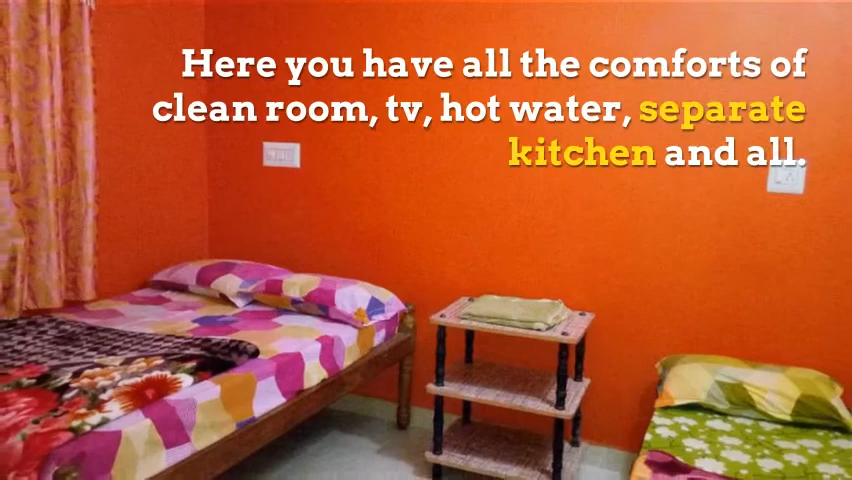 Here you have all the comforts of
clean room, tv, hot water, separate
kitchen and all.